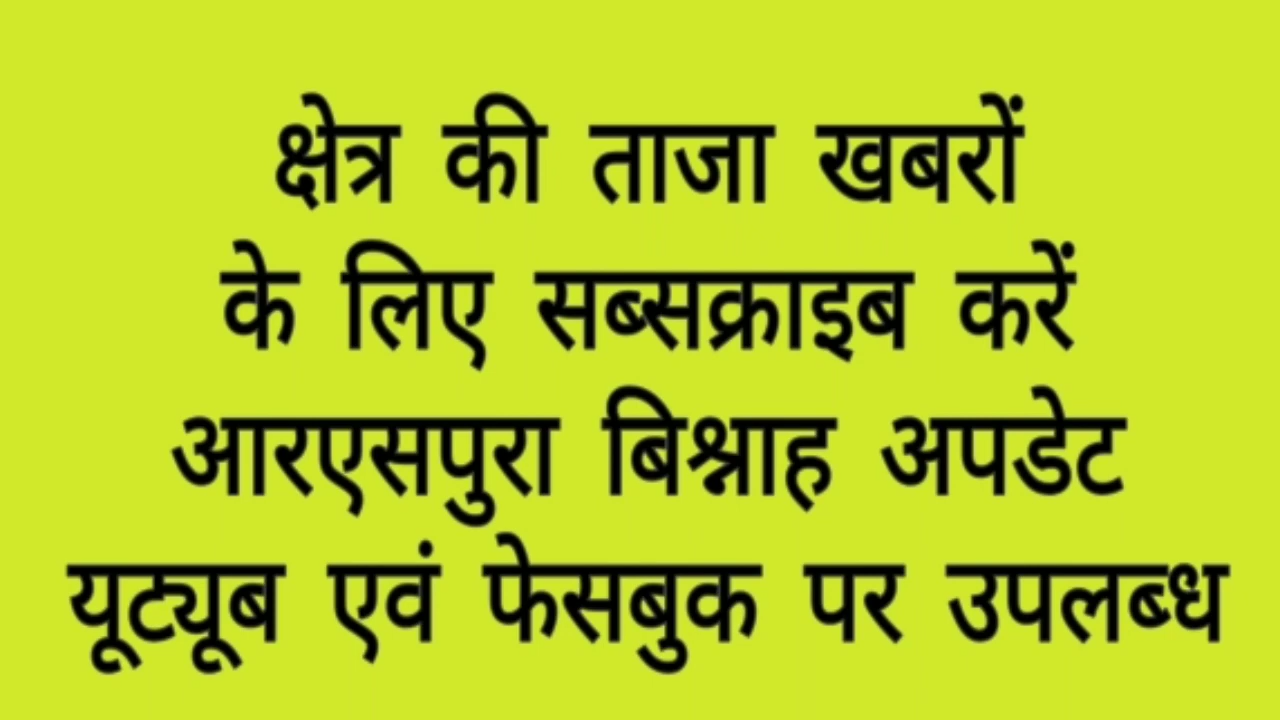 क्षेत्र की ताजा खबरों
के लिए सब्सक्राइब करें
आरएसपुरा बिश्नाह अपडेट
यूट्यूब एवं फेसबुक पर उपलब्ध